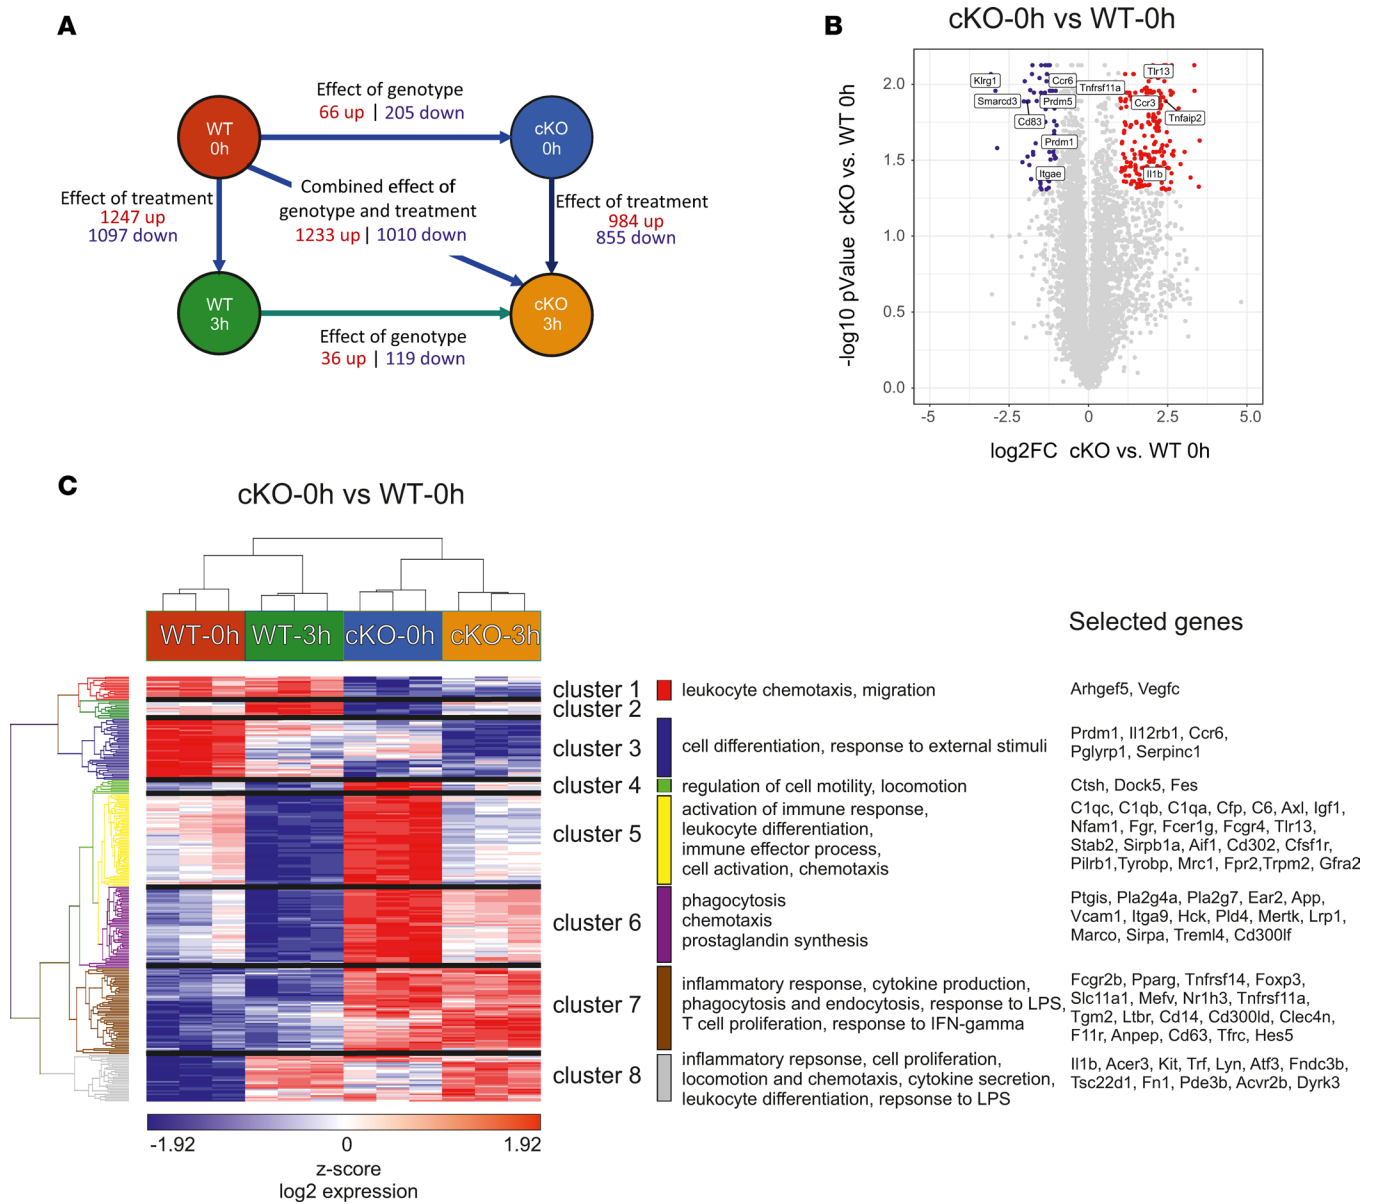 A
WT
0h
Effect of genotype
66 up | 205 down
cKO
0h
Effect of treatment
1247 up
1097 down
Combined effect of
genotype and treatment
1233 up | 1010 down
Effect of treatment
984 up
855 down
WT
3h
cKO
3h
Effect of genotype
36 up | 119 down
B
cKO-0h vs WT-0h
-log10 pValue cKO vs. WT 0h
2.0
1.5
1.0
0.5
0.0
Klrg1
Smarcd3
Cd83
Ccr6
Prdm5
Prdm1
Itgae
Tnfrsf11a
Tlr13
Ccr3
Tnfaip2
Il1b
-5
-2.5
0
2.5
5.0
log2FC cKO vs. WT 0h
C
cKO-0h vs WT-0h
WT-0h
WT-3h
cKO-0h
cKO-3h
Selected genes
cluster 1
leukocyte chemotaxis, migration
Arhgef5, Vegfc
cluster 2
cluster 3
cell differentiation, response to external stimuli
Prdm1, Il12rb1, Ccr6,
Pglyrp1, Serpinc1
cluster 4
regulation of cell motility, locomotion
Ctsh, Dock5, Fes
cluster 5
activation of immune response,
leukocyte differentiation,
immune effector process,
cell activation, chemotaxis
C1qc, C1qb, C1qa, Cfp, C6, Axl, Igf1,
Nfam1, Fgr, Fcer1g, Fcgr4, Tlr13,
Stab2, Sirpb1a, Aif1, Cd302, Cfsf1r,
Pilrb1,Tyrobp, Mrc1, Fpr2,Trpm2, Gfra2
cluster 6
phagocytosis
chemotaxis
prostaglandin synthesis
Ptgis, Pla2g4a, Pla2g7, Ear2, App,
Vcam1, Itga9, Hck, Pld4, Mertk, Lrp1,
Marco, Sirpa, Treml4, Cd300lf
cluster 7
inflammatory response, cytokine production,
phagocytosis and endocytosis, response to LPS,
T cell proliferation, response to IFN-gamma
Fcgr2b, Pparg, Tnfrsf14, Foxp3,
Slc11a1, Mefv, Nr1h3, Tnfrsf11a,
Tgm2, Ltbr, Cd14, Cd300ld, Clec4n,
F11r, Anpep, Cd63, Tfrc, Hes5
cluster 8
inflammatory repsonse, cell proliferation,
locomotion and chemotaxis, cytokine secretion,
leukocyte differentiation, repsonse to LPS
Il1b, Acer3, Kit, Trf, Lyn, Atf3, Fndc3b,
Tsc22d1, Fn1, Pde3b, Acvr2b, Dyrk3
-1.92
0
1.92
z-score
log2 expression